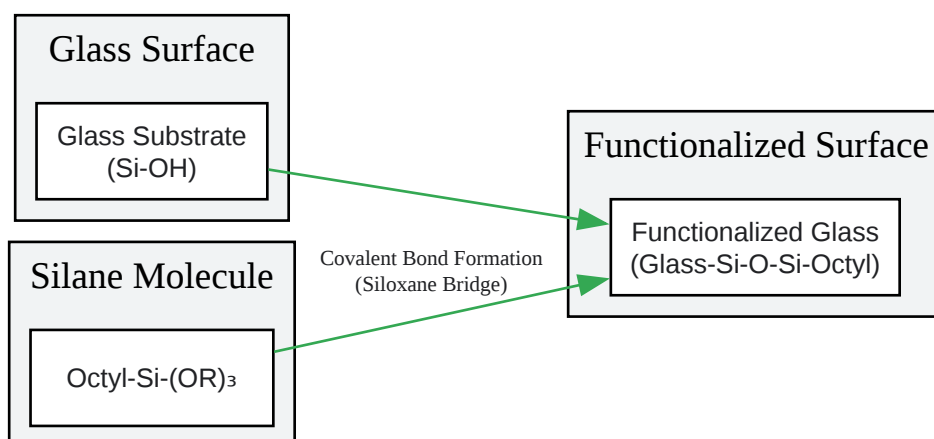 Glass Surface
Glass Substrate
(Si-OH)
Silane Molecule
Octyl-Si-(OR)₃
Covalent Bond Formation
(Siloxane Bridge)
Functionalized Surface
Functionalized Glass
(Glass-Si-O-Si-Octyl)